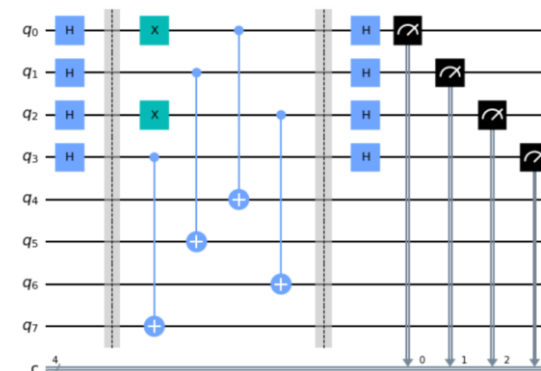 q0 H X H
q1 H H
q2 H X H
q3 H H
q4
q5
q6
q7
c 4 0 1 2